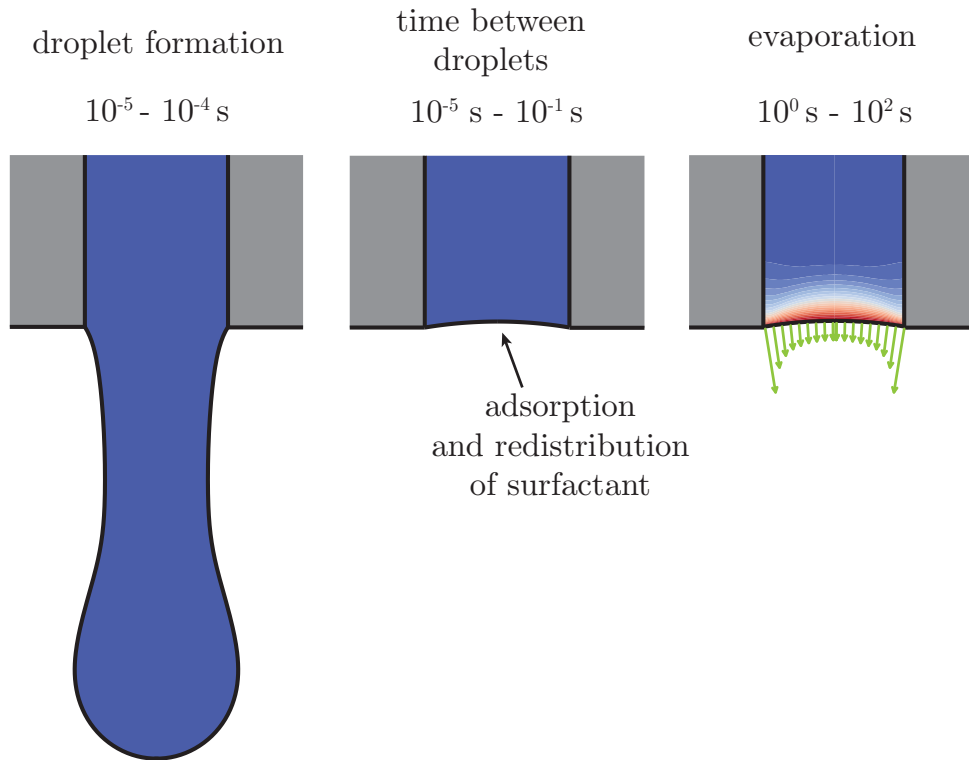 droplet formation
10⁻⁵ - 10⁻⁴ s
time between
droplets
10⁻⁵ s - 10⁻¹ s
adsorption
and redistribution
of surfactant
evaporation
10⁰ s - 10² s